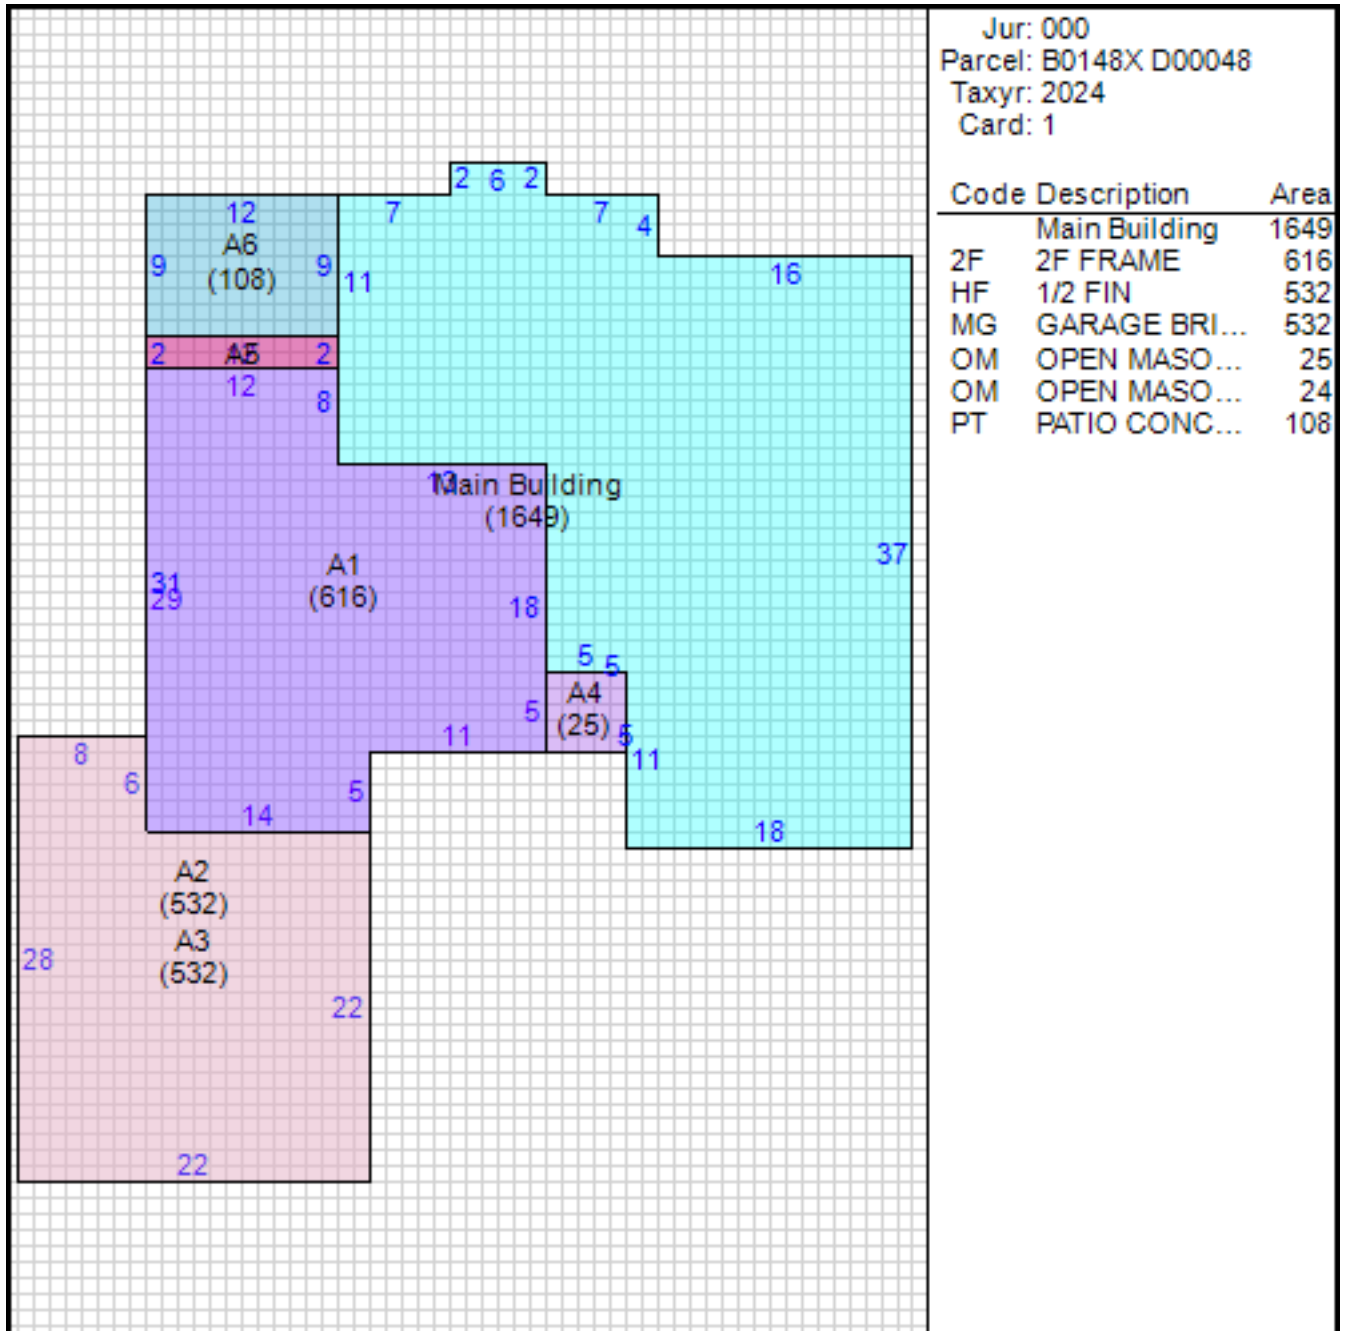 Jur: 000
Parcel: B0148X D00048
Taxyr: 2024
Card: 1
Code Description Area
Main Building 1649
2F 2F FRAME 616
HF 1/2 FIN 532
MG GARAGE BRI... 532
OM OPEN MASO... 25
OM OPEN MASO... 24
PT PATIO CONC... 108
2 6 2
12 7 7 4
A6
9 (108) 9 11 16
2 A5 2
12 8
13 Main Building
(1649)
37
A1
31
29 (616) 18
5 5
A4
5 (25) 5
8 11 11
6 14 5 18
A2
(532)
A3
28 (532)
22
22